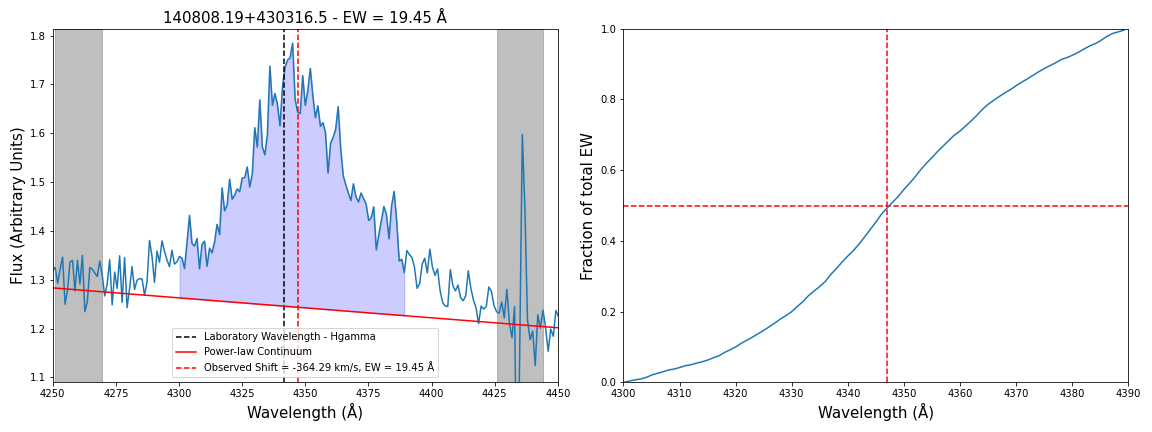 140808.19+430316.5 - EW = 19.45 Å
Flux (Arbitrary Units)
1.8
1.7
1.6
1.5
1.4
1.3
1.2
1.1
Laboratory Wavelength - Hgamma
Power-law Continuum
Observed Shift = -364.29 km/s, EW = 19.45 Å
4250 4275 4300 4325 4350 4375 4400 4425 4450
Wavelength (Å)
Fraction of total EW
1.0
0.8
0.6
0.4
0.2
0.0
4300 4310 4320 4330 4340 4350 4360 4370 4380 4390
Wavelength (Å)